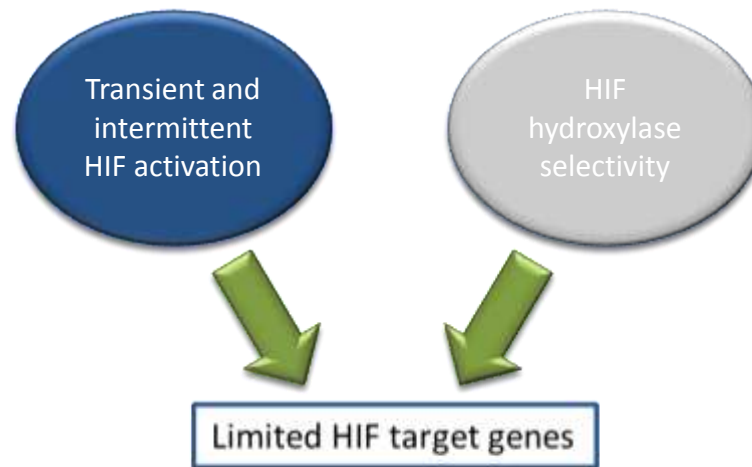 Transient and
intermittent
HIF activation
HIF
hydroxylase
selectivity
Limited HIF target genes